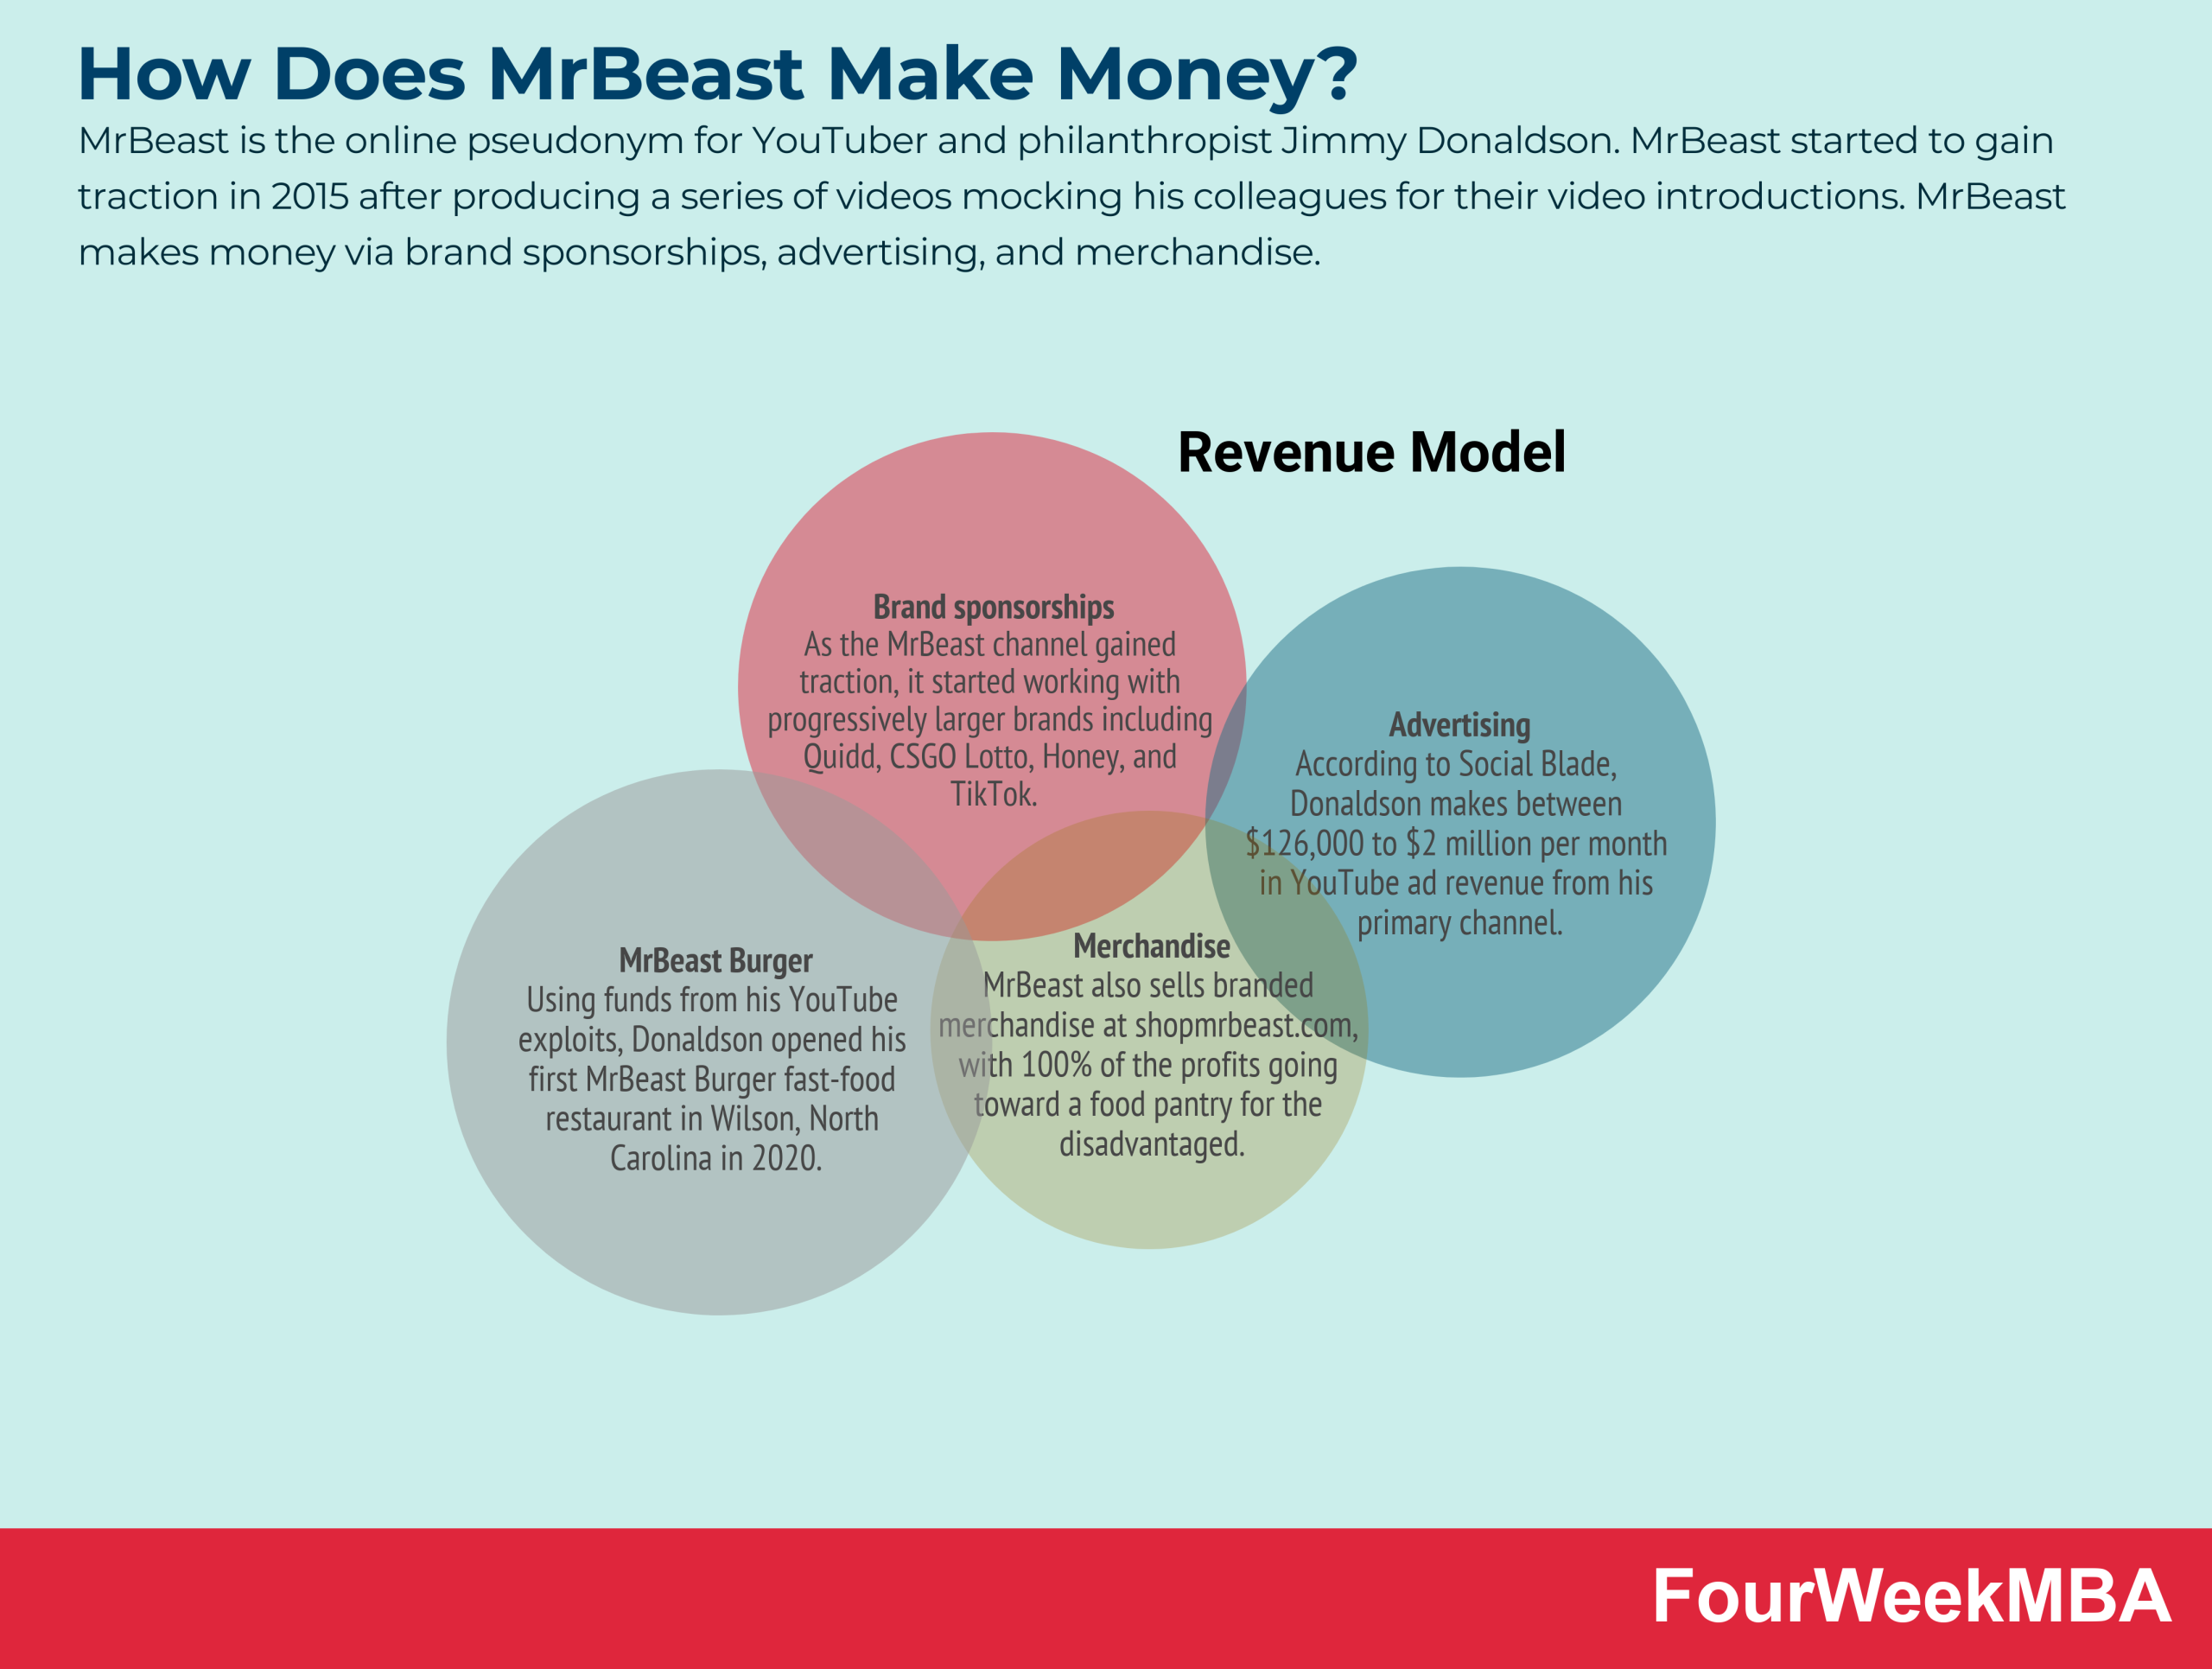 How Does MrBeast Make Money?
MrBeast is the online pseudonym for YouTuber and philanthropist Jimmy Donaldson. MrBeast started to gain
traction in 2015 after producing a series of videos mocking his colleagues for their video introductions. MrBeast
makes money via brand sponsorships, advertising, and merchandise.
Revenue Model
Brand sponsorships
As the MrBeast channel gained
traction, it started working with
progressively larger brands including
Quidd, CSGO Lotto, Honey, and
TikTok.
Advertising
According to Social Blade,
Donaldson makes between
$126,000 to $2 million per month
in YouTube ad revenue from his
primary channel.
MrBeast Burger
Using funds from his YouTube
exploits, Donaldson opened his
first MrBeast Burger fast-food
restaurant in Wilson, North
Carolina in 2020.
Merchandise
MrBeast also sells branded
merchandise at shopmrbeast.com,
with 100% of the profits going
toward a food pantry for the
disadvantaged.
FourWeekMBA